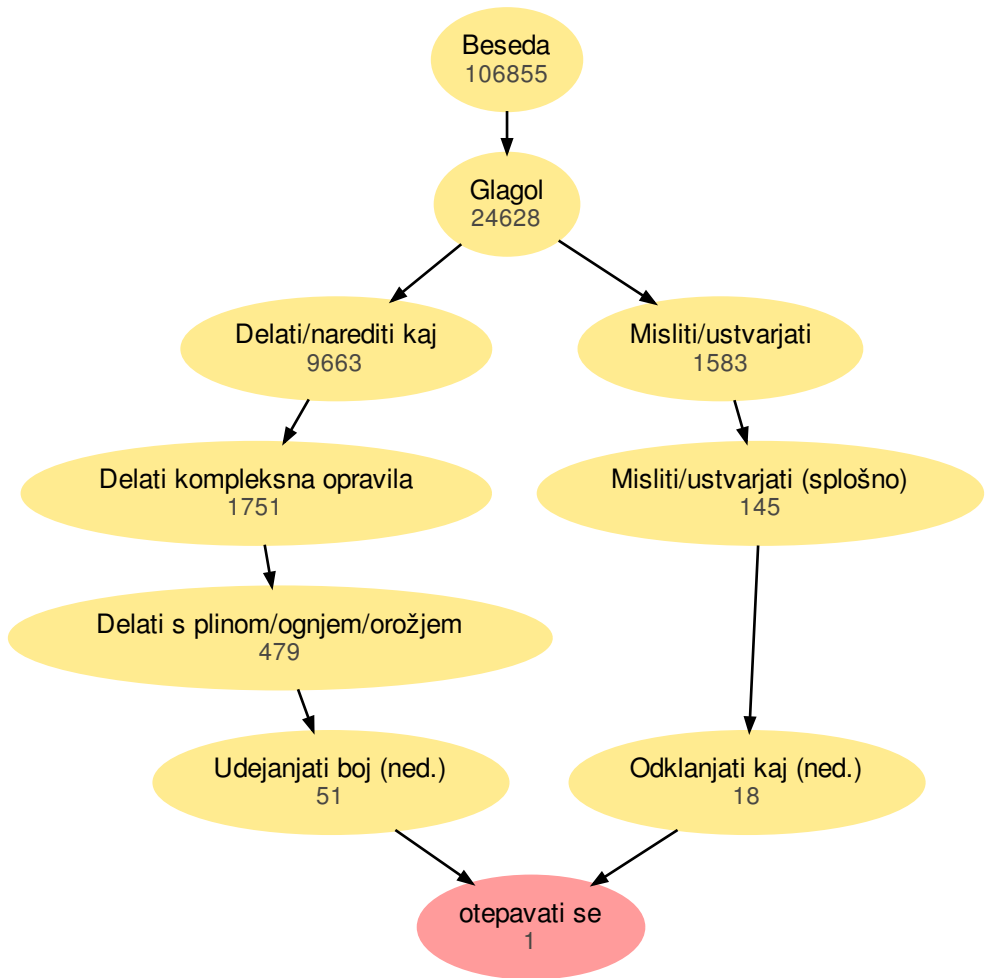 Beseda
106855
Glagol
24628
Delati/narediti kaj
9663
Misliti/ustvarjati
1583
Delati kompleksna opravila
1751
Misliti/ustvarjati (splošno)
145
Delati s plinom/ognjem/orožjem
479
Udejanjati boj (ned.)
51
Odklanjati kaj (ned.)
18
otepavati se
1